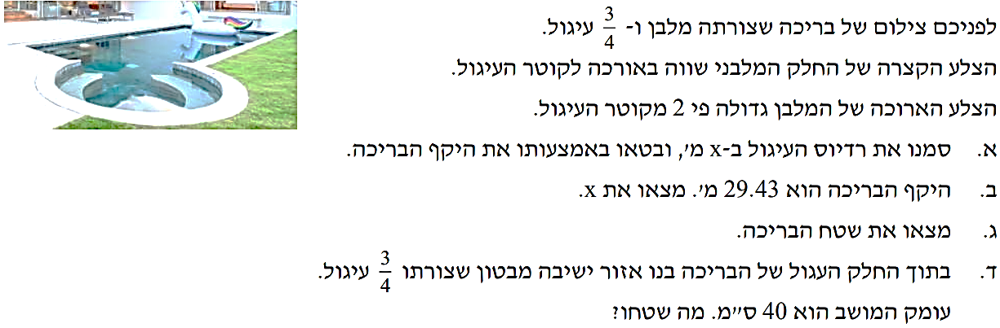 לפניכם צילום של בריכה שצורתה מלבן ו- 3/4 עיגול.
הצלע הקצרה של החלק המלבני שווה באורכה לקוטר העיגול.
הצלע הארוכה של המלבן גדולה פי 2 מקוטר העיגול.
א. סמנו את רדיוס העיגול ב-x מ׳, ובטאו באמצעותו את היקף הבריכה.
ב. היקף הבריכה הוא 29.43 מ׳. מצאו את x.
ג. מצאו את שטח הבריכה.
ד. בתוך החלק העגול של הבריכה בנו אזור ישיבה מבטון שצורתו 3/4 עיגול.
עומק המושב הוא 40 ס״מ. מה שטחו?